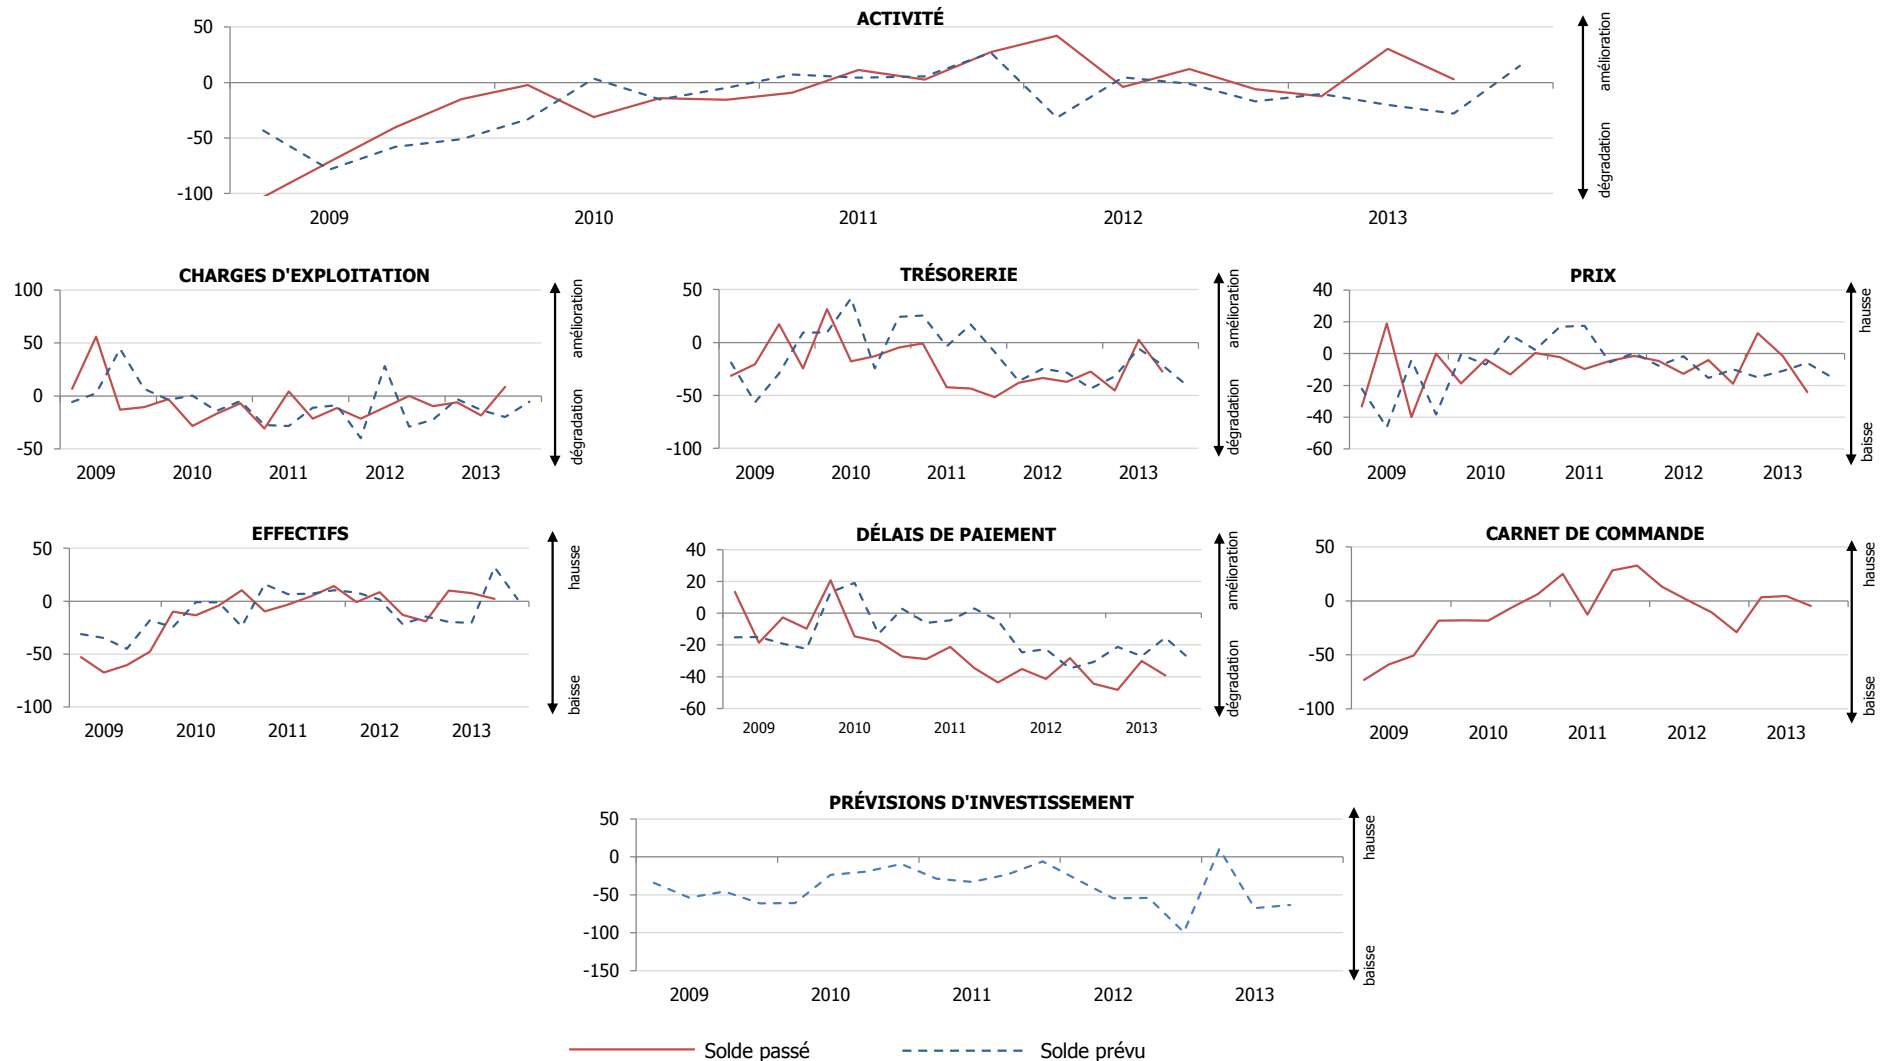 ACTIVITÉ
50
0
-50
-100
2009 2010 2011 2012 2013
amélioration
dégradation
CHARGES D'EXPLOITATION
100
50
0
-50
2009 2010 2011 2012 2013
amélioration
dégradation
TRÉSORERIE
50
0
-50
-100
2009 2010 2011 2012 2013
amélioration
dégradation
PRIX
40
20
0
-20
-40
-60
2009 2010 2011 2012 2013
hausse
baisse
EFFECTIFS
50
0
-50
-100
2009 2010 2011 2012 2013
hausse
baisse
DÉLAIS DE PAIEMENT
40
20
0
-20
-40
-60
2009 2010 2011 2012 2013
amélioration
dégradation
CARNET DE COMMANDE
50
0
-50
-100
2009 2010 2011 2012 2013
hausse
baisse
PRÉVISIONS D'INVESTISSEMENT
50
0
-50
-100
-150
2009 2010 2011 2012 2013
hausse
baisse
Solde passé Solde prévu